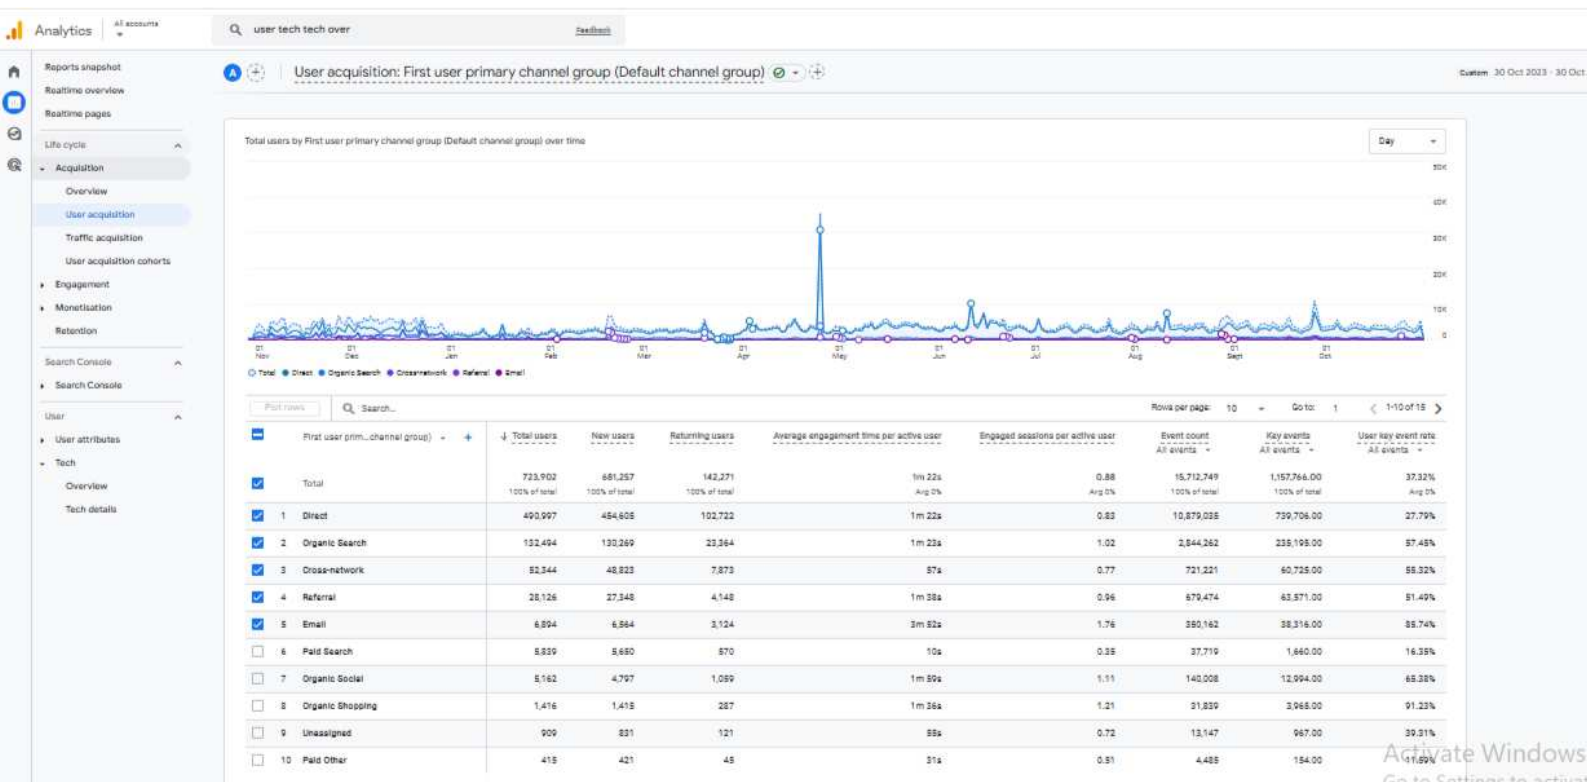 Analytics
All accounts
user tech tech over
Feedback
Reports snapshot
Realtime overview
Realtime pages
Life cycle
Acquisition
Overview
User acquisition
Traffic acquisition
User acquisition cohorts
Engagement
Monetisation
Retention
Search Console
Search Console
User
User attributes
Tech
Overview
Tech details
A
User acquisition: First user primary channel group (Default channel group)
Custom 30 Oct 2023 - 30 Oct
Total users by First user primary channel group (Default channel group) over time
Day
50K
40K
30K
20K
10K
0
01 Nov 01 Dec 01 Jan 01 Feb 01 Mar 01 Apr 01 May 01 Jun 01 Jul 01 Aug 01 Sept 01 Oct
Total Direct Organic Search Cross-network Referral Email
Plot rows Search... Rows per page: 10 Go to: 1 1-10 of 15
First user prim...channel group) + ↓ Total users New users Returning users Average engagement time per active user Engaged sessions per active user Event count Key events User key event rate
All events All events All events
Total 723,902 681,257 142,271 1m 22s 0.88 15,712,749 1,157,766.00 37.32%
100% of total 100% of total 100% of total Avg 0% Avg 0% 100% of total 100% of total Avg 0%
1 Direct 490,997 454,605 102,722 1m 22s 0.83 10,879,035 739,706.00 27.79%
2 Organic Search 132,494 130,269 23,364 1m 23s 1.02 2,844,262 235,195.00 57.45%
3 Cross-network 52,344 48,823 7,873 57s 0.77 721,221 60,725.00 55.32%
4 Referral 28,126 27,348 4,148 1m 38s 0.96 679,474 63,571.00 51.49%
5 Email 6,894 6,564 3,124 3m 52s 1.76 350,162 38,316.00 85.74%
6 Paid Search 5,839 5,650 570 10s 0.35 37,719 1,660.00 16.35%
7 Organic Social 5,162 4,797 1,059 1m 59s 1.11 140,008 12,994.00 65.38%
8 Organic Shopping 1,416 1,415 287 1m 36s 1.21 31,839 3,965.00 91.23%
9 Unassigned 909 831 121 55s 0.72 13,147 967.00 39.31%
10 Paid Other 415 421 45 31s 0.51 4,485 154.00
Activate Windows